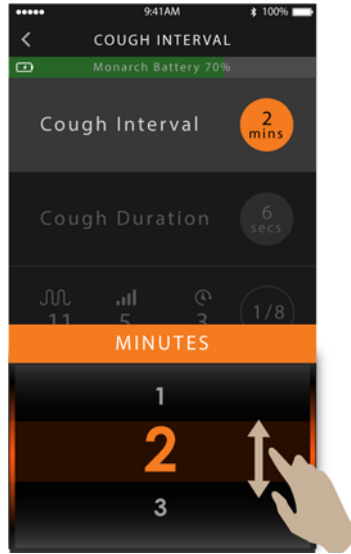 9:41AM 100%
COUGH INTERVAL
Monarch Battery 70%
Cough Interval 2 mins
Cough Duration 6 secs
11 5 3 1/8
MINUTES
1
2
3